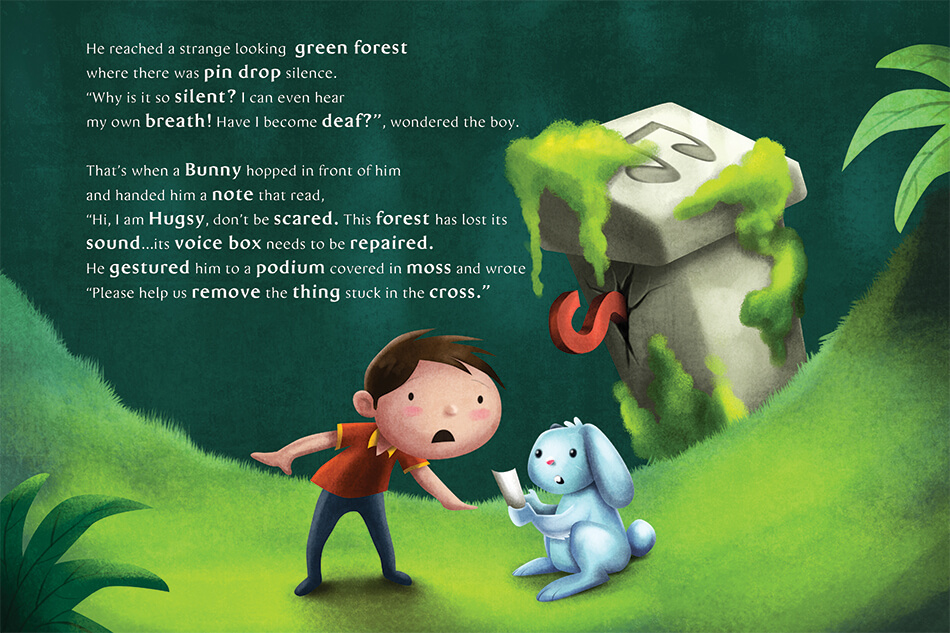 He reached a strange looking green forest
where there was pin drop silence.
“Why is it so silent? I can even hear
my own breath! Have I become deaf?”, wondered the boy.
That’s when a Bunny hopped in front of him
and handed him a note that read,
“Hi, I am Hugsy, don’t be scared. This forest has lost its
sound...its voice box needs to be repaired.
He gestured him to a podium covered in moss and wrote
“Please help us remove the thing stuck in the cross.”
S